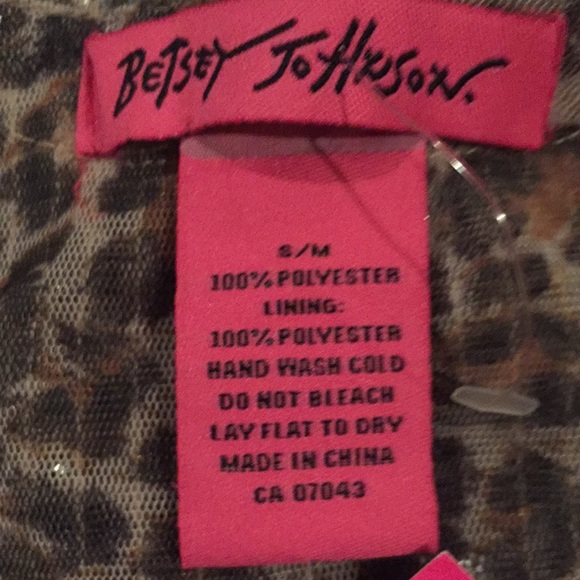 BETSEY JOHNSON.
S/M
100% POLYESTER
LINING:
100% POLYESTER
HAND WASH COLD
DO NOT BLEACH
LAY FLAT TO DRY
MADE IN CHINA
CA 07043